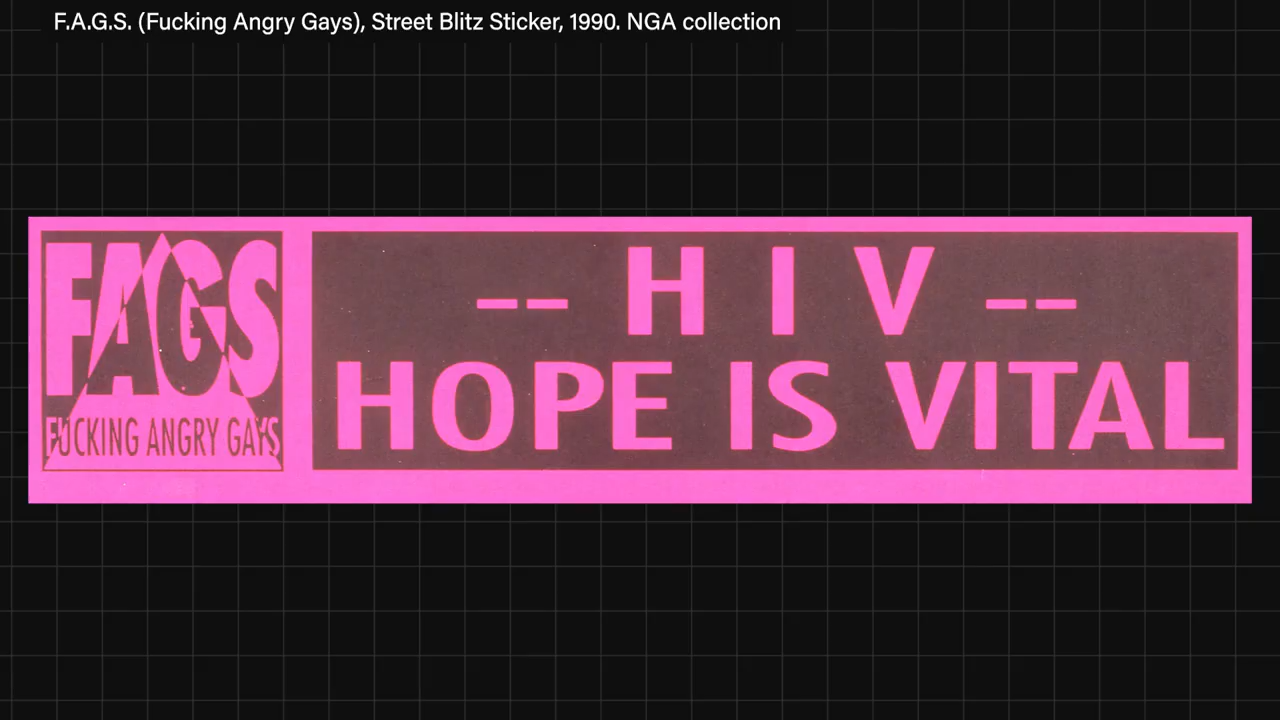 F.A.G.S. (Fucking Angry Gays), Street Blitz Sticker, 1990. NGA collection
FAGS
FUCKING ANGRY GAYS
-- H I V --
HOPE IS VITAL